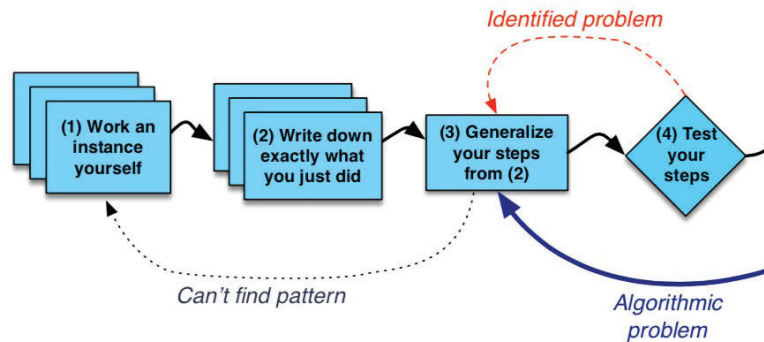 Identified problem
(1) Work an
instance
yourself
(2) Write down
exactly what
you just did
(3) Generalize
your steps
from (2)
(4) Test
your
steps
Can't find pattern
Algorithmic
problem